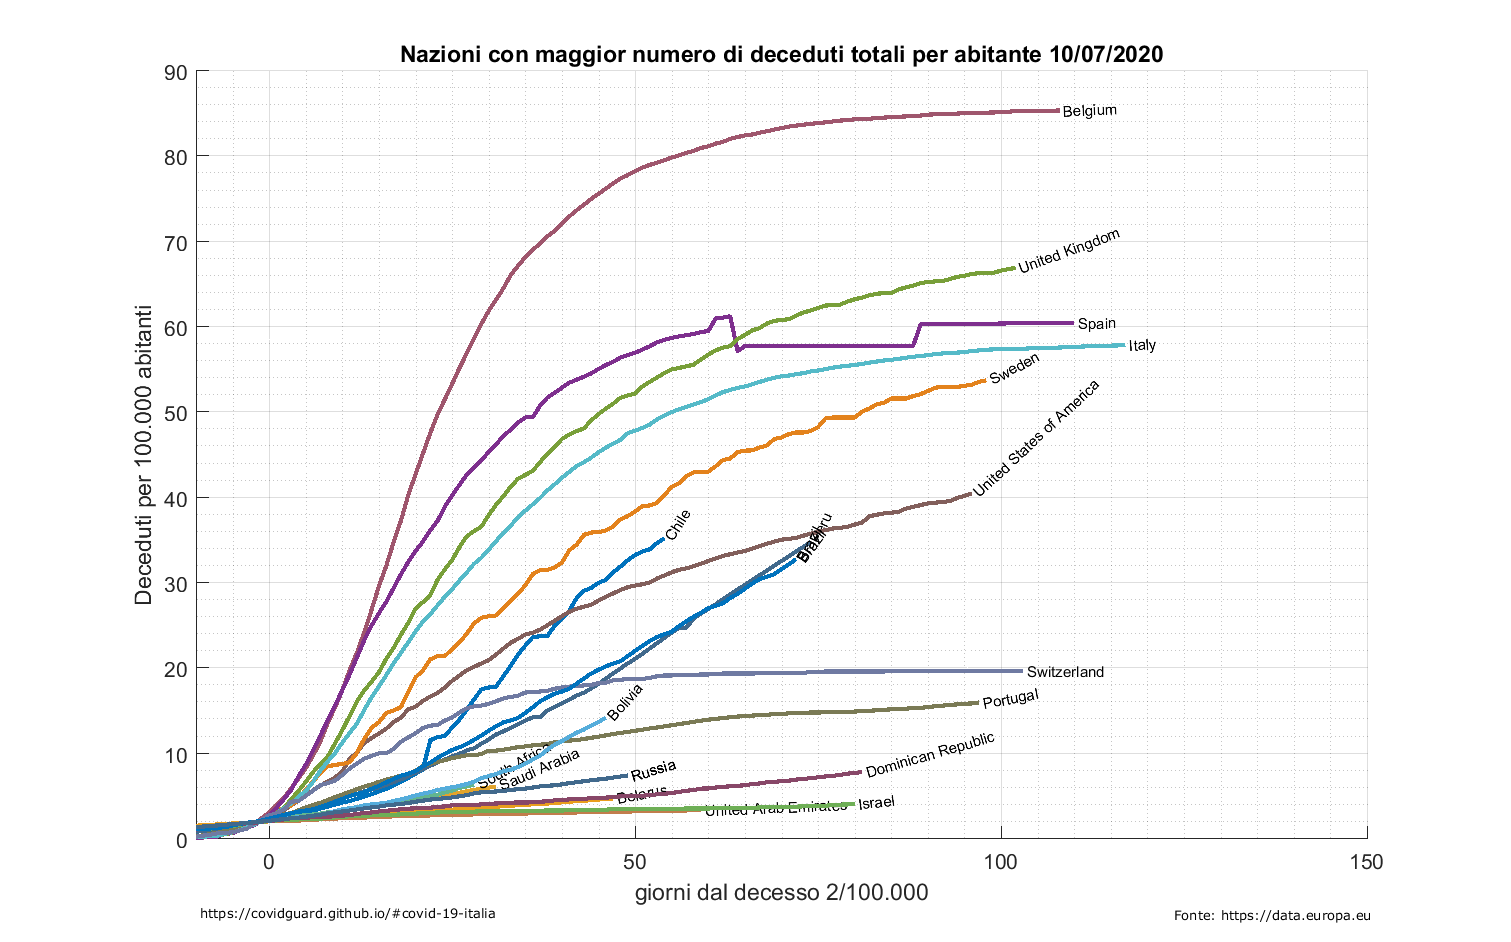 Nazioni con maggior numero di deceduti totali per abitante 10/07/2020
Deceduti per 100.000 abitanti
90
80
70
60
50
40
30
20
10
0
Belgium
United Kingdom
Spain
Italy
Sweden
United States of America
Chile
Brazil
Switzerland
Portugal
Bolivia
Dominican Republic
South Africa
Saudi Arabia
Russia
Belarus
United Arab Emirates
Israel
0
50
100
150
giorni dal decesso 2/100.000
https://covidguard.github.io/#covid-19-italia
Fonte: https://data.europa.eu